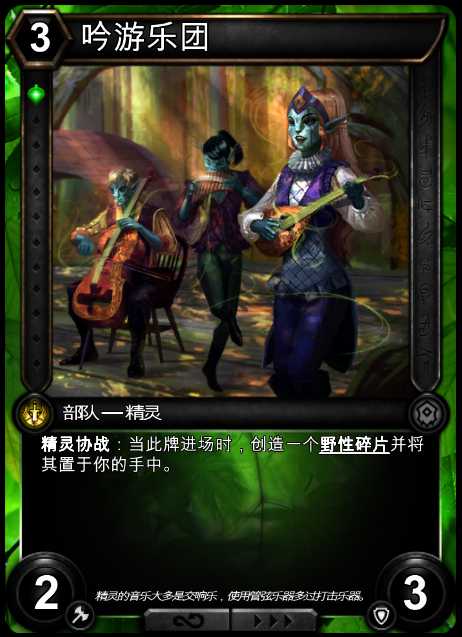 3
吟游乐团
部队 — 精灵
精灵协战：当此牌进场时，创造一个野性碎片并将
其置于你的手中。
精灵的音乐大多是交响乐，使用管弦乐器多过打击乐器。
2
3